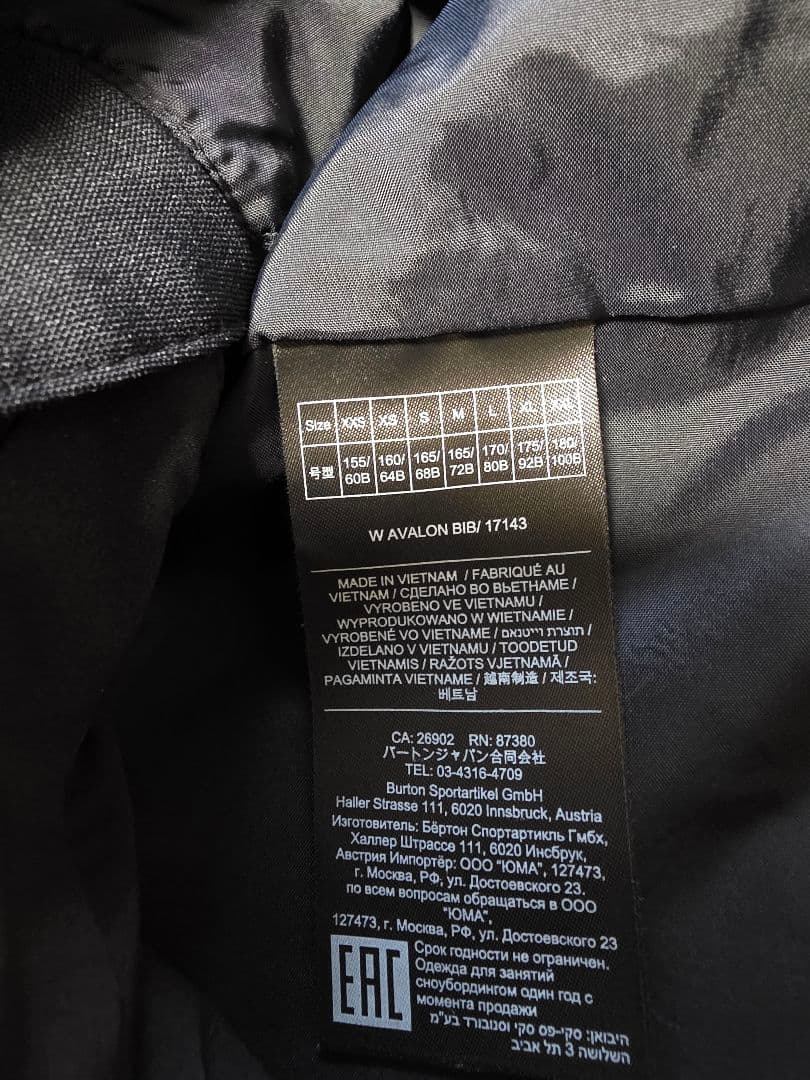 Size XXS XS S M L XL XXL
号型 155/60B 160/64B 165/68B 165/72B 170/80B 175/92B 180/100B
W AVALON BIB/ 17143
MADE IN VIETNAM / FABRIQUÉ AU
VIETNAM / СДЕЛАНО ВО ВЬЕТНАМЕ /
VYROBENO VE VIETNAMU /
WYPRODUKOWANO W WIETNAMIE /
VYROBENÉ VO VIETNAME / תוצרת וייטנאם /
IZDELANO V VIETNAMU / TOODETUD
VIETNAMIS / RAŽOTS VJETNAMĀ /
PAGAMINTA VIETNAME / 越南制造 / 제조국:
베트남
CA: 26902 RN: 87380
バートンジャパン合同会社
TEL: 03-4316-4709
Burton Sportartikel GmbH
Haller Strasse 111, 6020 Innsbruck, Austria
Изготовитель: Бёртон Спортартикль Гмбх,
Халлер Штрассе 111, 6020 Инсбрук,
Австрия Импортёр: ООО "ЮМА", 127473,
г. Москва, РФ, ул. Достоевского 23.
по всем вопросам обращаться в ООО
"ЮМА",
127473, г. Москва, РФ, ул. Достоевского 23
EAC
Срок годности не ограничен.
Одежда для занятий
сноубордингом один год с
момента продажи
היבואן: סקי-פס סקי וסנובורד בע"מ
השלושה 3 תל אביב